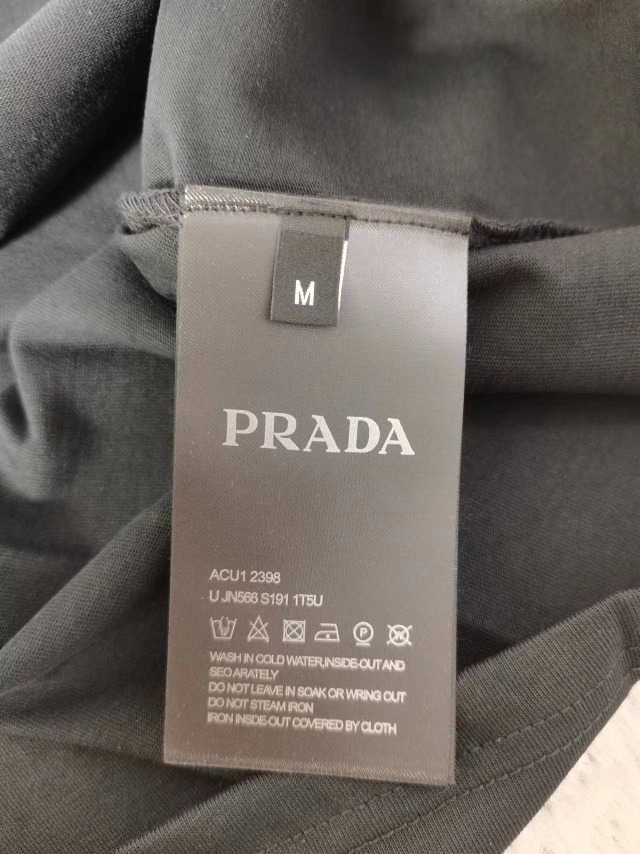 M
PRADA
ACU1 2398
U JN566 S191 1T5U
P
WASH IN COLD WATER,INSIDE-OUT AND
SEO ARATELY
DO NOT LEAVE IN SOAK OR WRING OUT
DO NOT STEAM IRON
IRON INSDE-OUT COVERED BY CLOTH